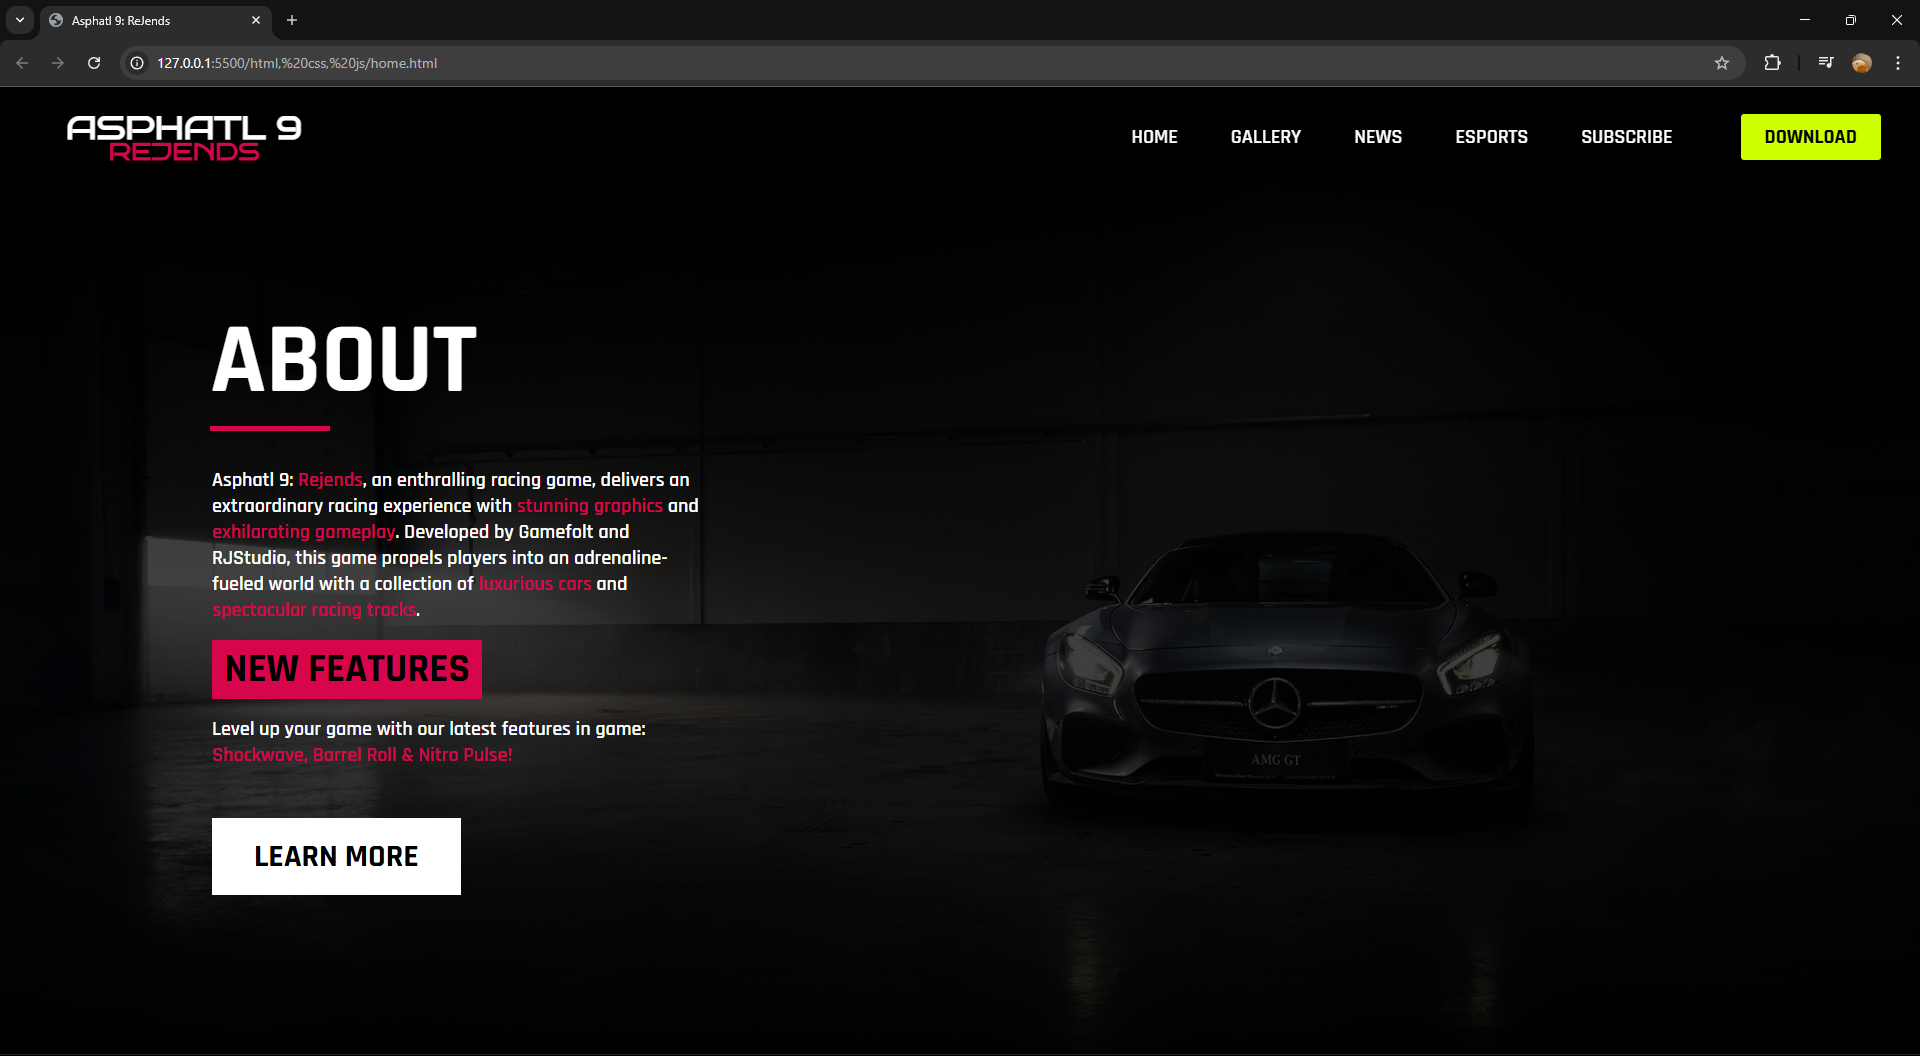 Asphatl 9: ReJends
127.0.0.1:5500/html,%20css,%20js/home.html
ASPHATL 9
REJENDS
HOME GALLERY NEWS ESPORTS SUBSCRIBE DOWNLOAD
ABOUT
Asphatl 9: Rejends, an enthralling racing game, delivers an
extraordinary racing experience with stunning graphics and
exhilarating gameplay. Developed by Gamefolt and
RJStudio, this game propels players into an adrenaline-
fueled world with a collection of luxurious cars and
spectacular racing tracks.
NEW FEATURES
Level up your game with our latest features in game:
Shockwave, Barrel Roll & Nitro Pulse!
LEARN MORE
AMG GT